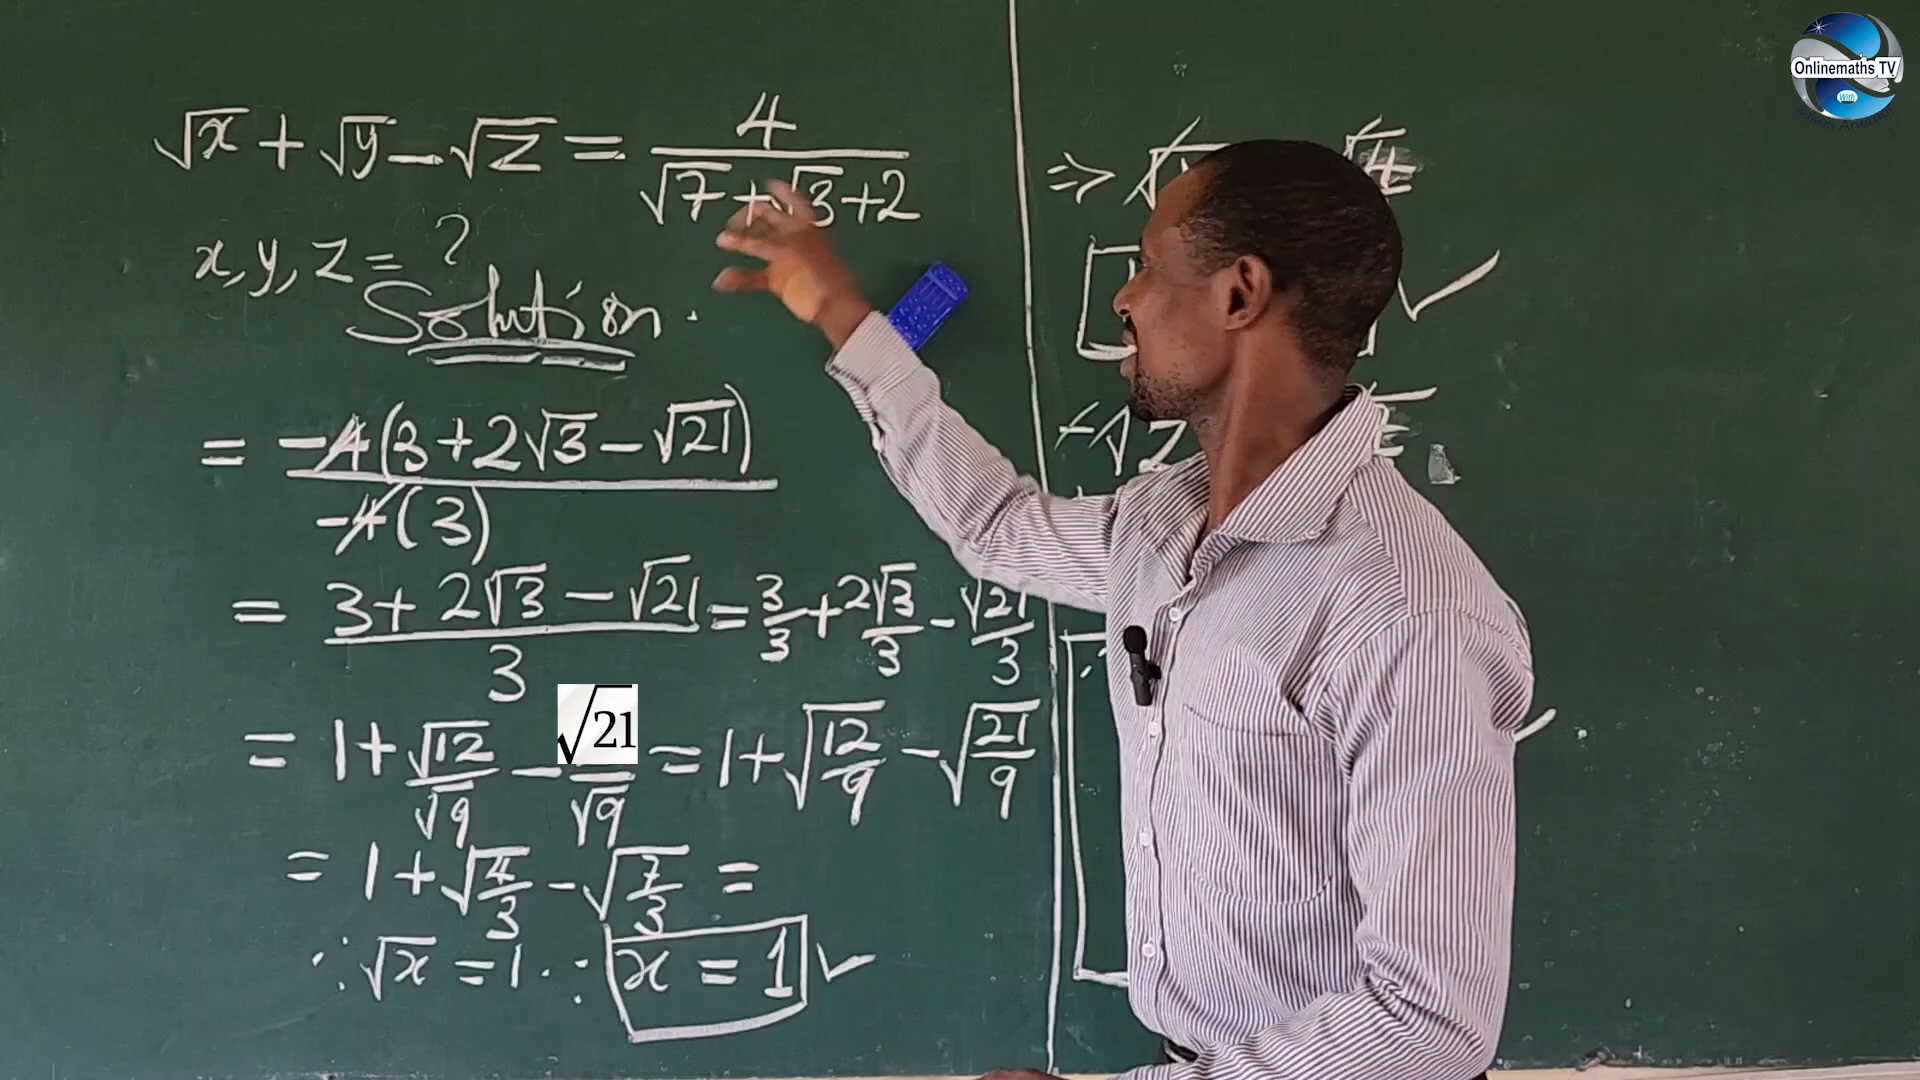 Onlinemaths TV
With
√x + √y − √z = 4/(√7 + √3 + 2)
x, y, z = ?
Solution.
= −4(3 + 2√3 − √21)/−4(3)
= (3 + 2√3 − √21)/3 = 3/3 + 2√3/3 − √21/3
= 1 + √12/√9 − √21/√9 = 1 + √(12/9) − √(21/9)
= 1 + √(4/3) − √(7/3) =
∴ √x = 1 ∴ x = 1 ✓
⇒